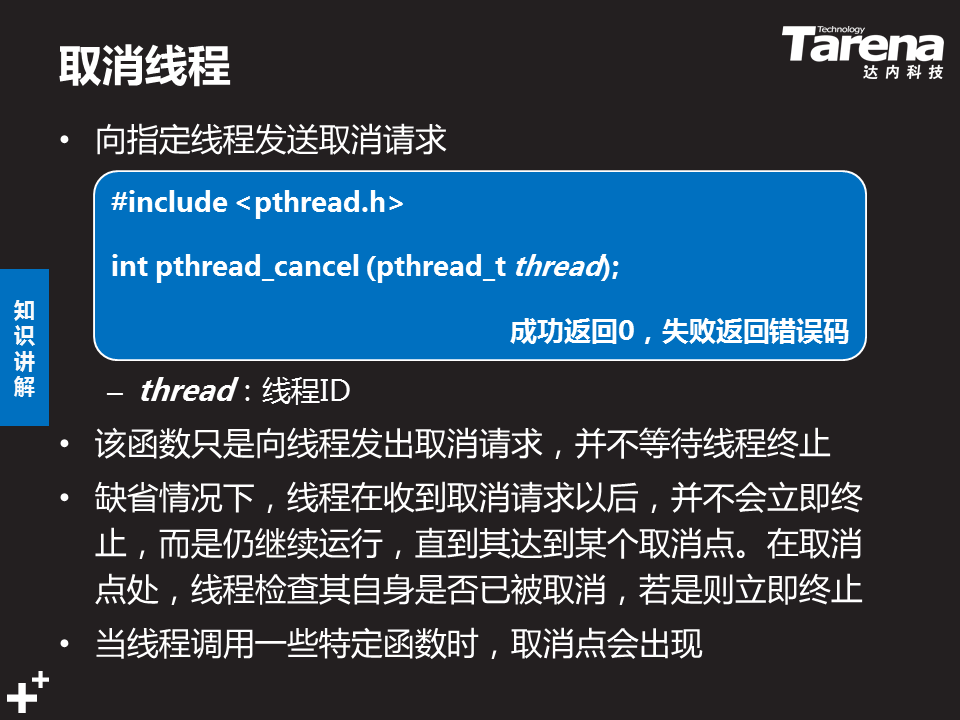 取消线程
Technology
Tarena
达内科技
• 向指定线程发送取消请求
#include <pthread.h>
int pthread_cancel (pthread_t thread);
成功返回0，失败返回错误码
知识讲解
– thread：线程ID
• 该函数只是向线程发出取消请求，并不等待线程终止
• 缺省情况下，线程在收到取消请求以后，并不会立即终
止，而是仍继续运行，直到其达到某个取消点。在取消
点处，线程检查其自身是否已被取消，若是则立即终止
• 当线程调用一些特定函数时，取消点会出现